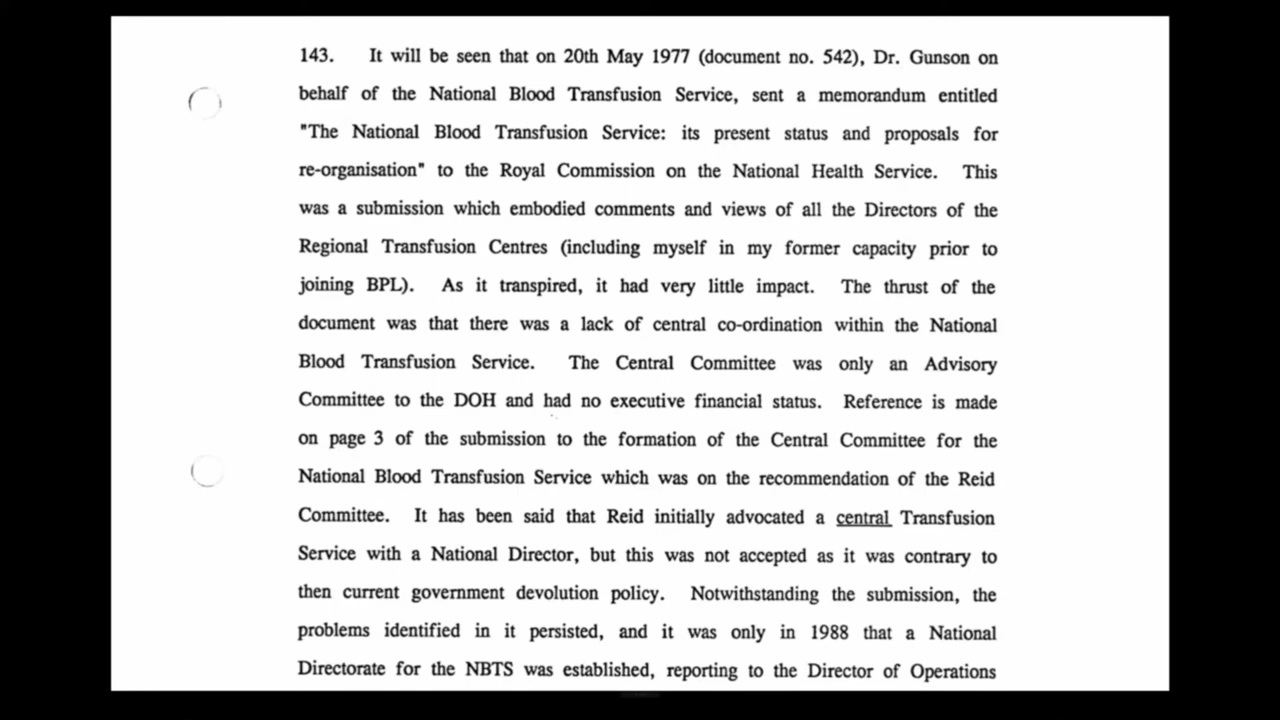 143. It will be seen that on 20th May 1977 (document no. 542), Dr. Gunson on
behalf of the National Blood Transfusion Service, sent a memorandum entitled
"The National Blood Transfusion Service: its present status and proposals for
re-organisation" to the Royal Commission on the National Health Service. This
was a submission which embodied comments and views of all the Directors of the
Regional Transfusion Centres (including myself in my former capacity prior to
joining BPL). As it transpired, it had very little impact. The thrust of the
document was that there was a lack of central co-ordination within the National
Blood Transfusion Service. The Central Committee was only an Advisory
Committee to the DOH and had no executive financial status. Reference is made
on page 3 of the submission to the formation of the Central Committee for the
National Blood Transfusion Service which was on the recommendation of the Reid
Committee. It has been said that Reid initially advocated a central Transfusion
Service with a National Director, but this was not accepted as it was contrary to
then current government devolution policy. Notwithstanding the submission, the
problems identified in it persisted, and it was only in 1988 that a National
Directorate for the NBTS was established, reporting to the Director of Operations